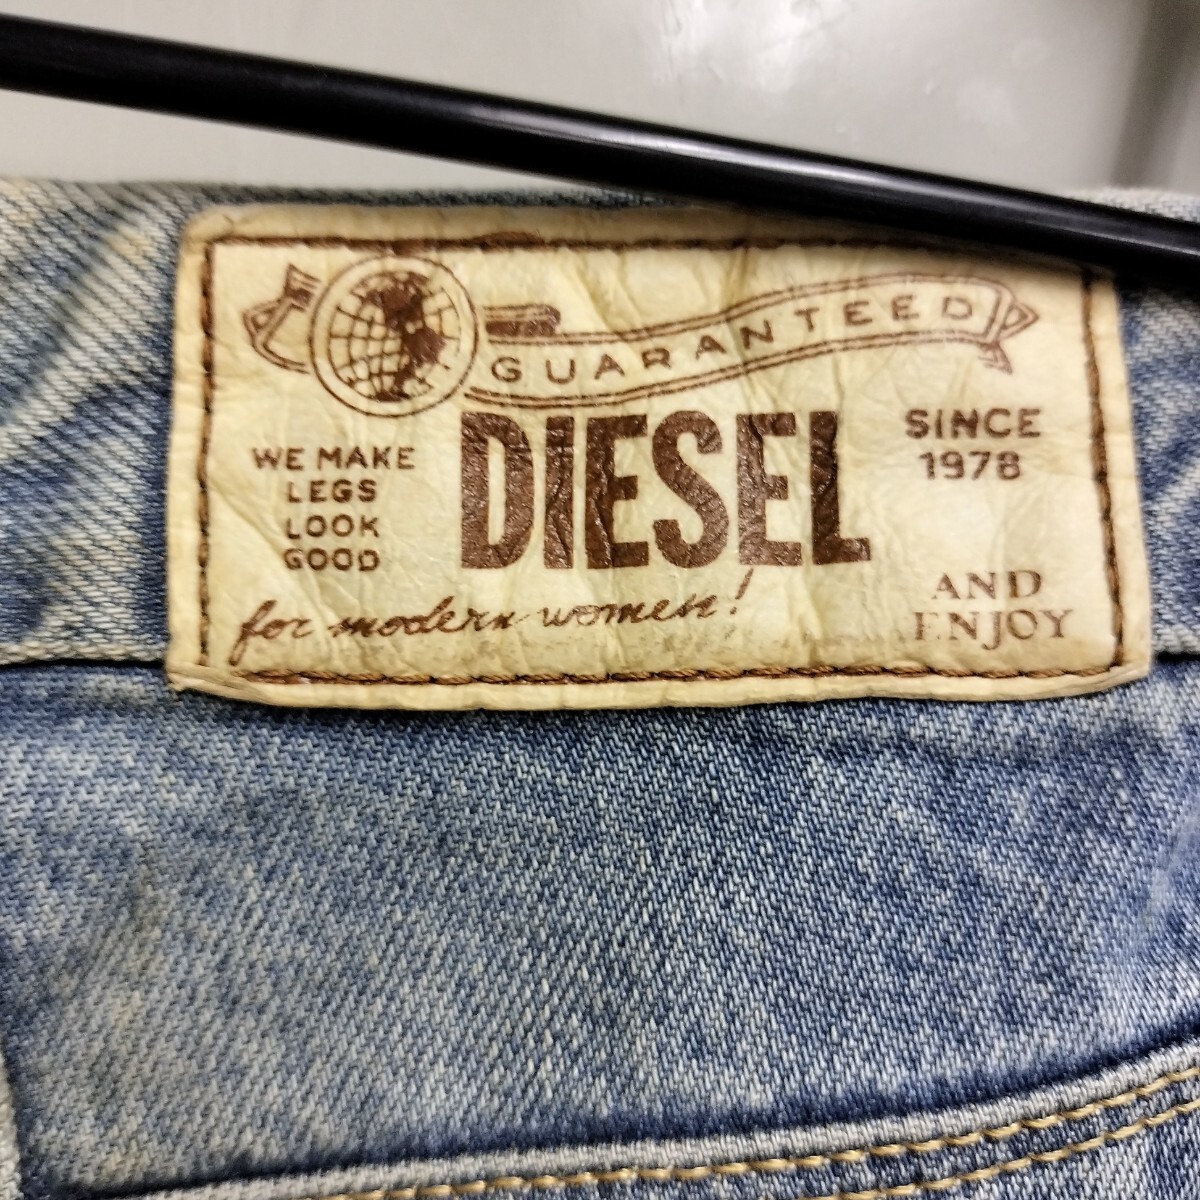 GUARANTEED
DIESEL
SINCE
1978
WE MAKE
LEGS
LOOK
GOOD
for modern women!
AND
ENJOY